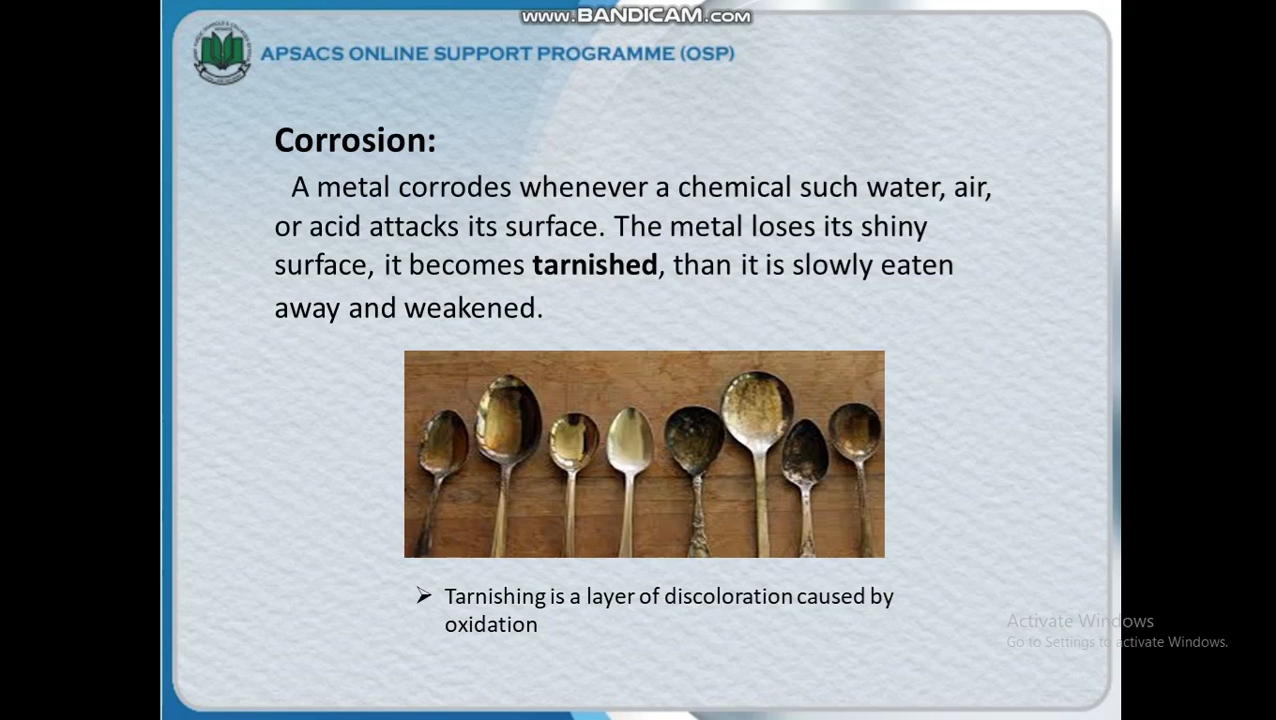 www.BANDICAM.com
APSACS ONLINE SUPPORT PROGRAMME (OSP)
Corrosion:
A metal corrodes whenever a chemical such water, air,
or acid attacks its surface. The metal loses its shiny
surface, it becomes tarnished, than it is slowly eaten
away and weakened.
➢ Tarnishing is a layer of discoloration caused by
oxidation
Activate Windows
Go to Settings to activate Windows.